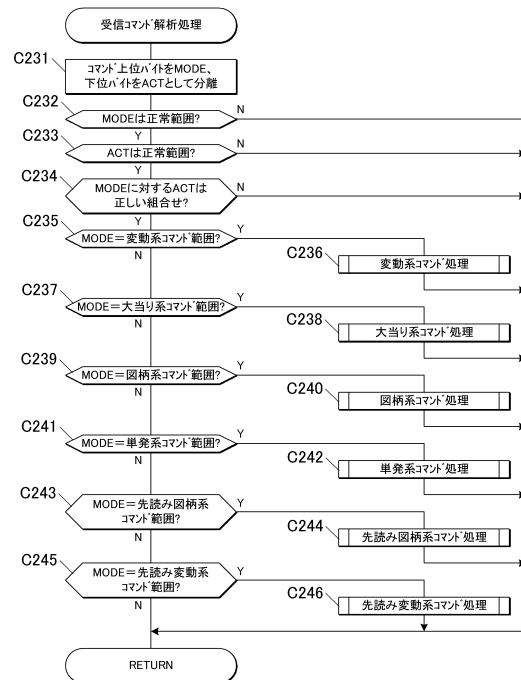 受信コマンド解析処理
C231
コマンド上位バイトをMODE、
下位バイトをACTとして分離
C232
MODEは正常範囲?
N
Y
C233
ACTは正常範囲?
N
Y
C234
MODEに対するACTは
正しい組合せ?
N
Y
C235
MODE=変動系コマンド範囲?
Y
N
C236
変動系コマンド処理
C237
MODE=大当り系コマンド範囲?
Y
N
C238
大当り系コマンド処理
C239
MODE=図柄系コマンド範囲?
Y
N
C240
図柄系コマンド処理
C241
MODE=単発系コマンド範囲?
Y
N
C242
単発系コマンド処理
C243
MODE=先読み図柄系
コマンド範囲?
Y
N
C244
先読み図柄系コマンド処理
C245
MODE=先読み変動系
コマンド範囲?
Y
N
C246
先読み変動系コマンド処理
RETURN